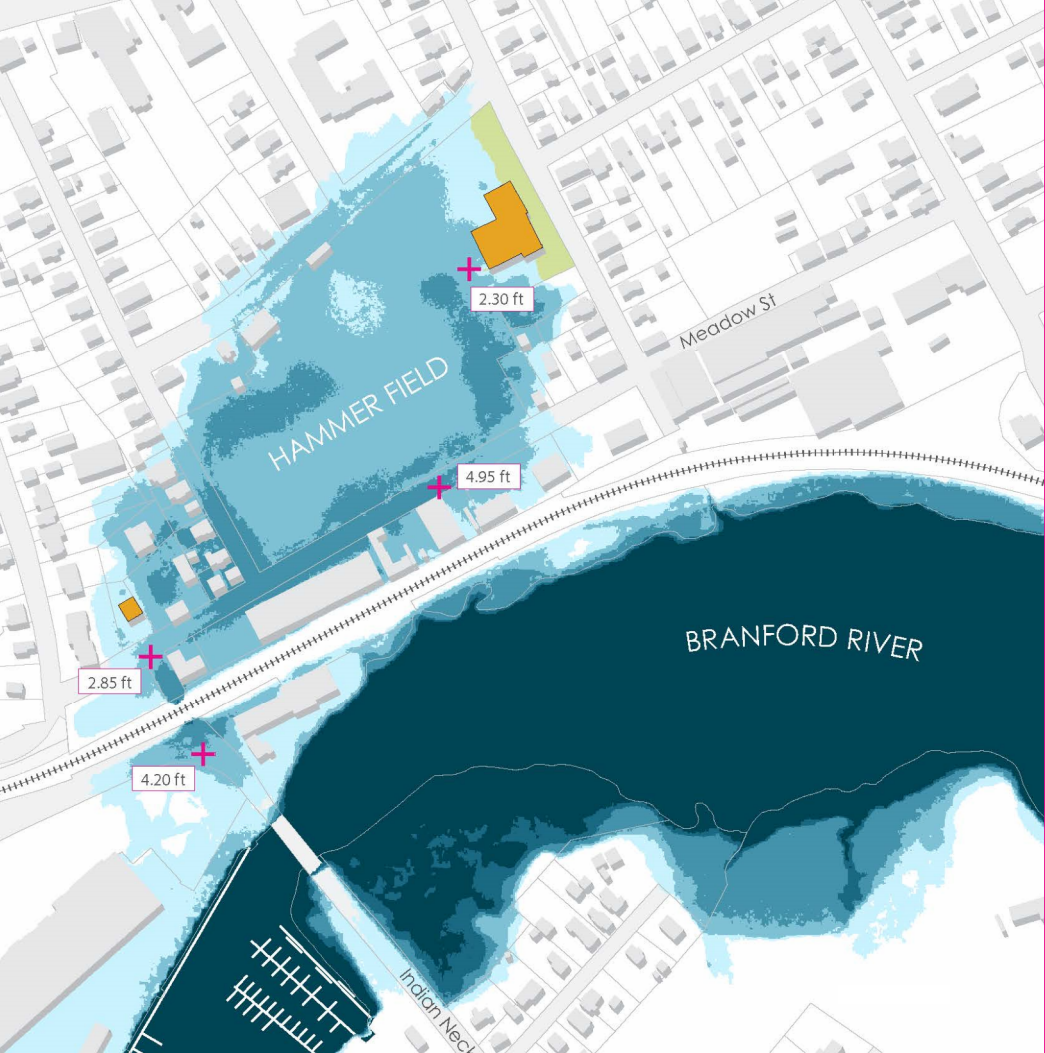 2.30 ft
Meadow St
HAMMER FIELD
4.95 ft
BRANFORD RIVER
2.85 ft
4.20 ft
Indian Neck